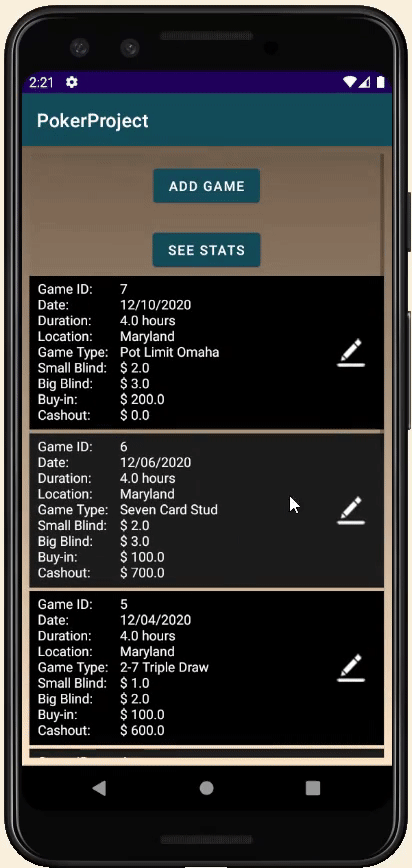 2:21
PokerProject
ADD GAME
SEE STATS
Game ID: 7
Date: 12/10/2020
Duration: 4.0 hours
Location: Maryland
Game Type: Pot Limit Omaha
Small Blind: $ 2.0
Big Blind: $ 3.0
Buy-in: $ 200.0
Cashout: $ 0.0
Game ID: 6
Date: 12/06/2020
Duration: 4.0 hours
Location: Maryland
Game Type: Seven Card Stud
Small Blind: $ 2.0
Big Blind: $ 3.0
Buy-in: $ 100.0
Cashout: $ 700.0
Game ID: 5
Date: 12/04/2020
Duration: 4.0 hours
Location: Maryland
Game Type: 2-7 Triple Draw
Small Blind: $ 1.0
Big Blind: $ 2.0
Buy-in: $ 100.0
Cashout: $ 600.0